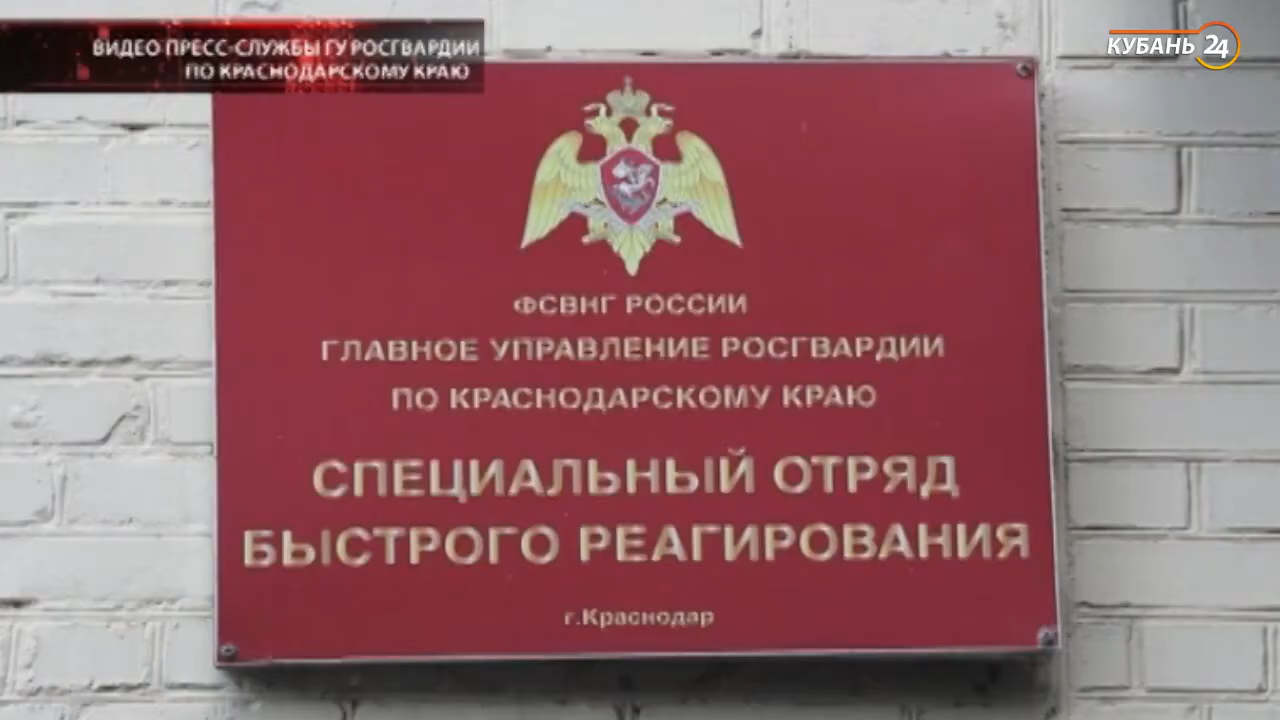 ВИДЕО ПРЕСС-СЛУЖБЫ ГУ РОСГВАРДИИ
ПО КРАСНОДАРСКОМУ КРАЮ
КУБАНЬ 24
ФСВНГ РОССИИ
ГЛАВНОЕ УПРАВЛЕНИЕ РОСГВАРДИИ
ПО КРАСНОДАРСКОМУ КРАЮ
СПЕЦИАЛЬНЫЙ ОТРЯД
БЫСТРОГО РЕАГИРОВАНИЯ
г.Краснодар